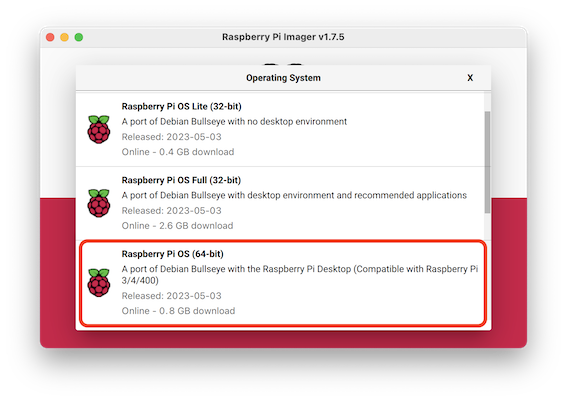 Raspberry Pi Imager v1.7.5
Operating System
X
Raspberry Pi OS Lite (32-bit)
A port of Debian Bullseye with no desktop environment
Released: 2023-05-03
Online - 0.4 GB download
Raspberry Pi OS Full (32-bit)
A port of Debian Bullseye with desktop environment and recommended applications
Released: 2023-05-03
Online - 2.6 GB download
Raspberry Pi OS (64-bit)
A port of Debian Bullseye with the Raspberry Pi Desktop (Compatible with Raspberry Pi
3/4/400)
Released: 2023-05-03
Online - 0.8 GB download